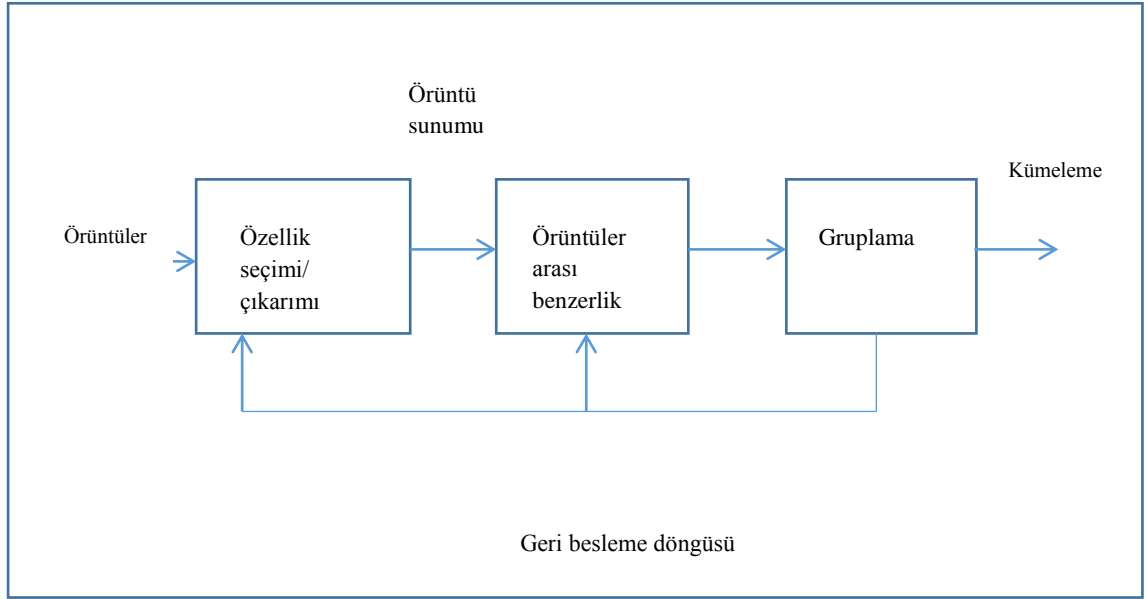 Örüntü
sunumu
Kümeleme
Örüntüler
Özellik
seçimi/
çıkarımı
Örüntüler
arası
benzerlik
Gruplama
Geri besleme döngüsü